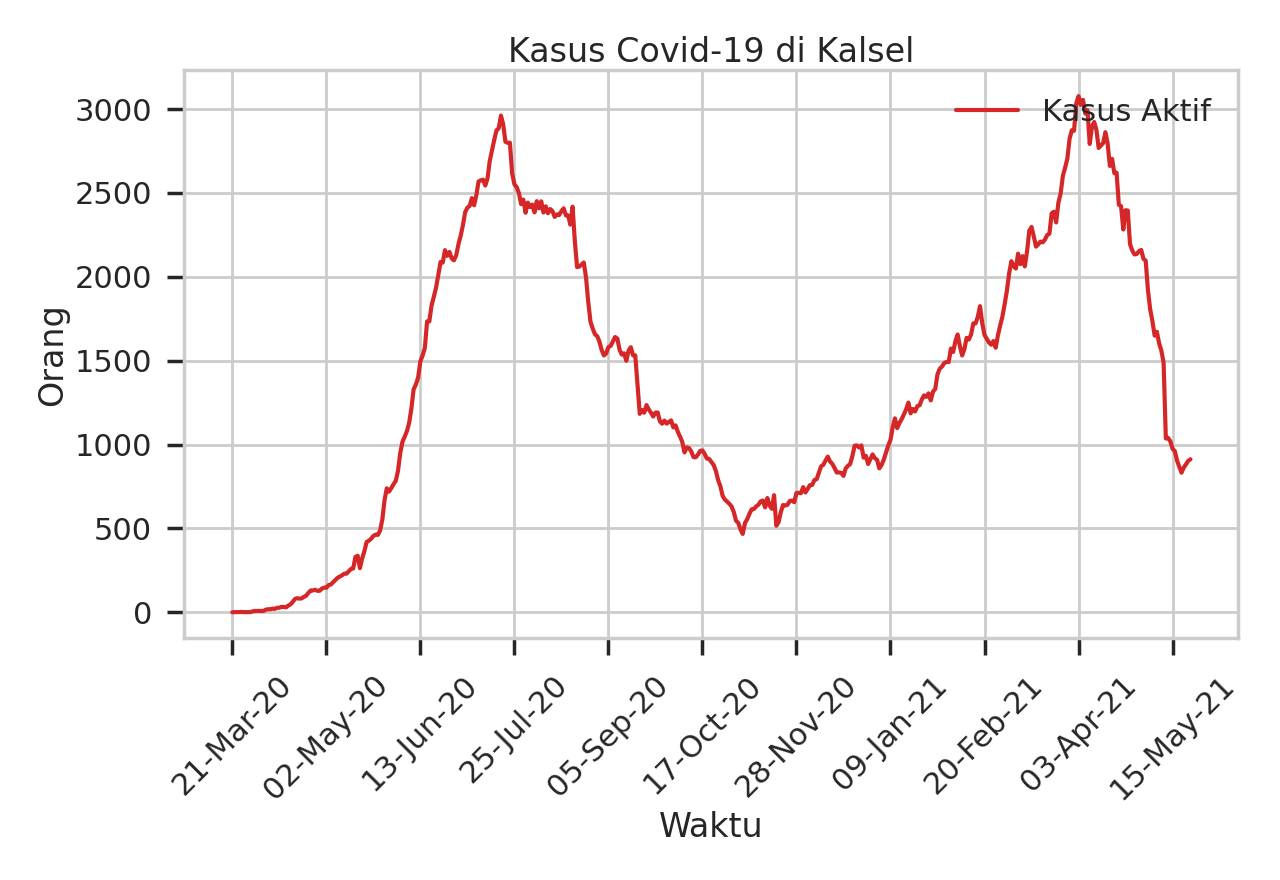 Kasus Covid-19 di Kalsel
Kasus Aktif
3000
2500
2000
1500
1000
500
0
Orang
21-Mar-20
02-May-20
13-Jun-20
25-Jul-20
05-Sep-20
17-Oct-20
28-Nov-20
09-Jan-21
20-Feb-21
03-Apr-21
15-May-21
Waktu